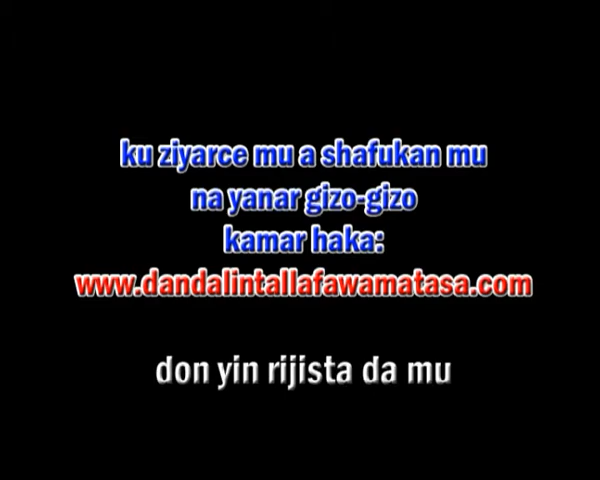 ku ziyarce mu a shafukan mu
na yanar gizo-gizo
kamar haka:
www.dandalintallafawamatasa.com
don yin rijista da mu